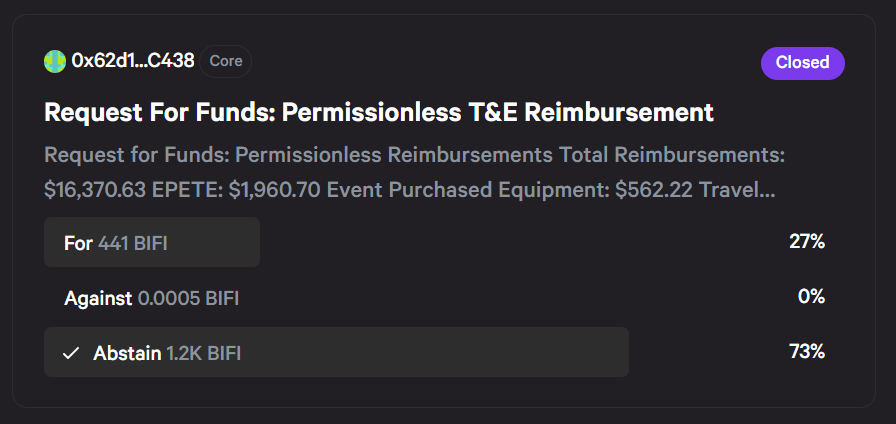 0x62d1...C438 Core
Closed
Request For Funds: Permissionless T&E Reimbursement
Request for Funds: Permissionless Reimbursements Total Reimbursements:
$16,370.63 EPETE: $1,960.70 Event Purchased Equipment: $562.22 Travel...
For 441 BIFI 27%
Against 0.0005 BIFI 0%
Abstain 1.2K BIFI 73%